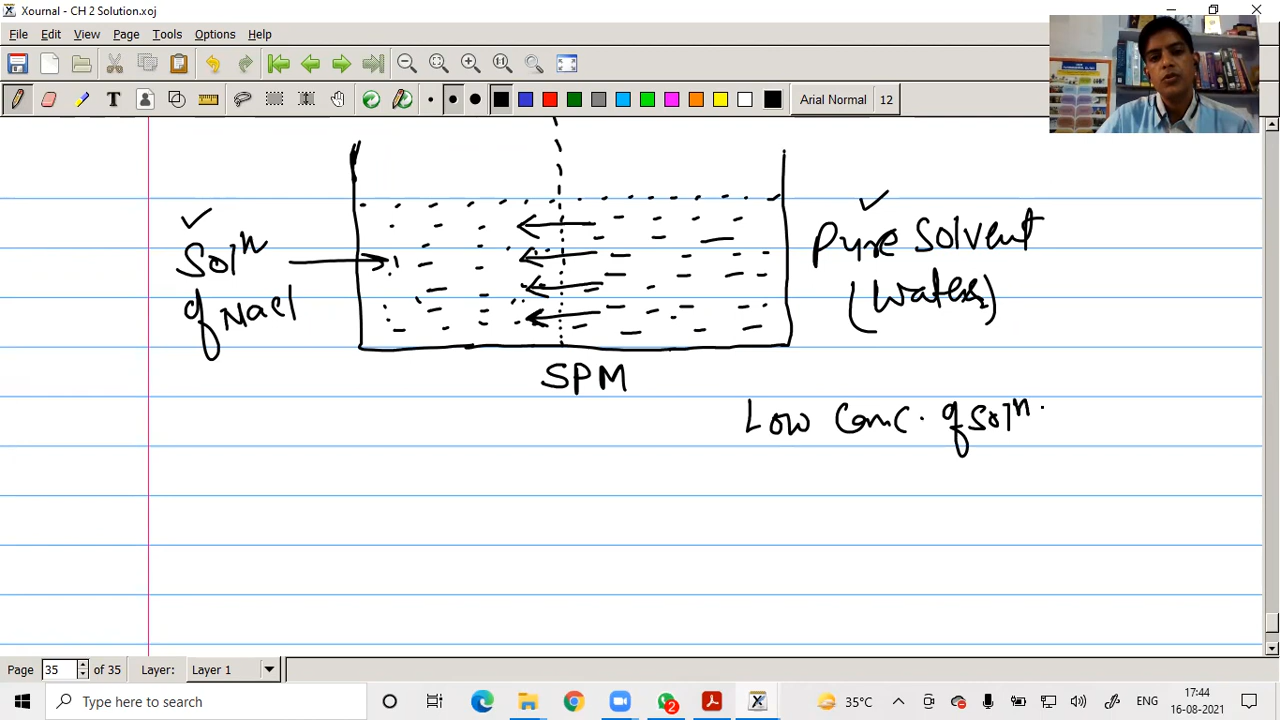 Xournal - CH 2 Solution.xoj
File Edit View Page Tools Options Help
Arial Normal 12
Solⁿ
of Nacl
Pure Solvent
(Water)
SPM
Low Conc. of Solⁿ.
Page 35 of 35 Layer: Layer 1
Type here to search
2
35°C
ENG
17:44
16-08-2021